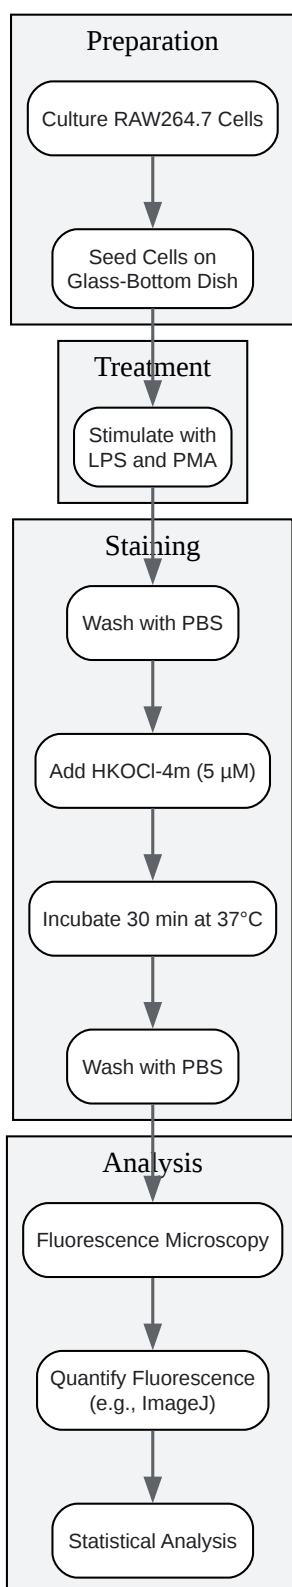 Preparation
Culture RAW264.7 Cells
Seed Cells on
Glass-Bottom Dish
Treatment
Stimulate with
LPS and PMA
Staining
Wash with PBS
Add HKOCl-4m (5 µM)
Incubate 30 min at 37°C
Wash with PBS
Analysis
Fluorescence Microscopy
Quantify Fluorescence
(e.g., ImageJ)
Statistical Analysis